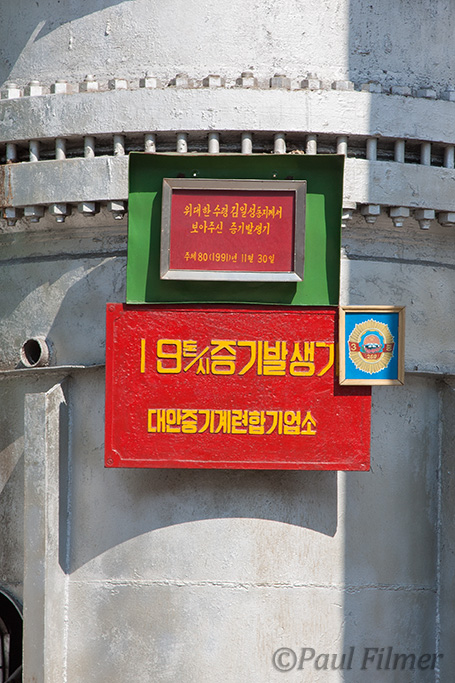 위대한 수령 김일성동지께서
보아주신 증기발생기
주체80(1991)년 11월 30일
19톤/시증기발생기
대안중기계련합기업소
©Paul Filmer